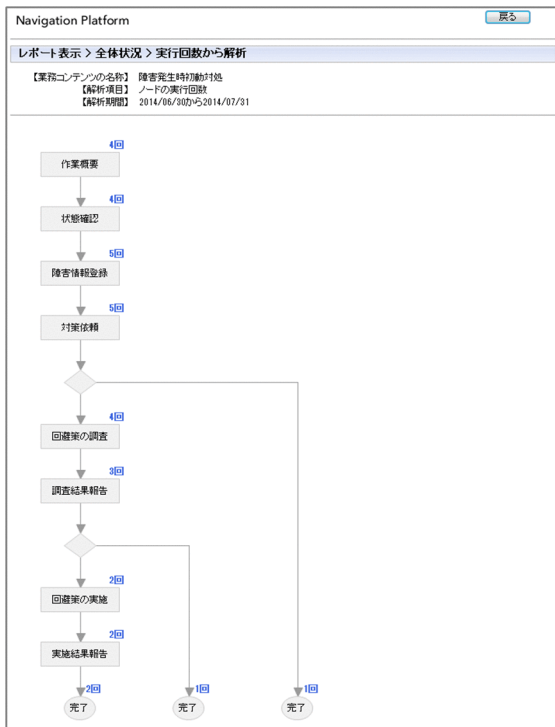 Navigation Platform
戻る
レポート表示 > 全体状況 > 実行回数から解析
【業務コンテンツの名称】 障害発生時初動対処
【解析項目】 ノードの実行回数
【解析期間】 2014/06/30から2014/07/31
4回
作業概要
4回
状態確認
5回
障害情報登録
5回
対策依頼
4回
回避策の調査
3回
調査結果報告
2回
回避策の実施
2回
実施結果報告
2回 1回 1回
完了 完了 完了